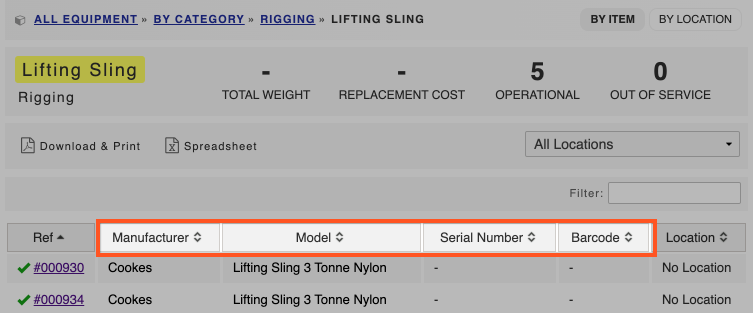 ALL EQUIPMENT » BY CATEGORY » RIGGING » LIFTING SLING BY ITEM BY LOCATION
Lifting Sling - - 5 0
Rigging TOTAL WEIGHT REPLACEMENT COST OPERATIONAL OUT OF SERVICE
Download & Print Spreadsheet All Locations
Filter:
Ref Manufacturer Model Serial Number Barcode Location
#000930 Cookes Lifting Sling 3 Tonne Nylon - - No Location
#000934 Cookes Lifting Sling 3 Tonne Nylon - - No Location